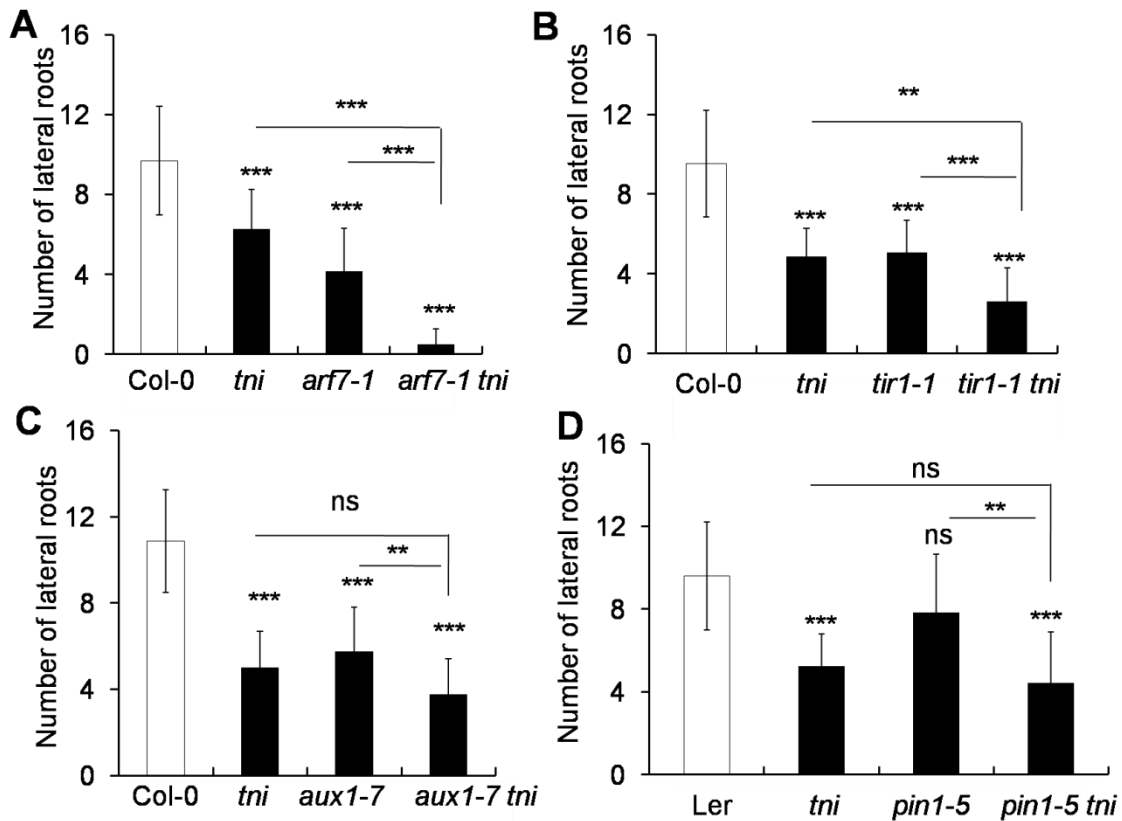 A
Number of lateral roots
16
12
8
4
0
***
***
***
***
***
Col-0 tni arf7-1 arf7-1 tni
B
Number of lateral roots
16
12
8
4
0
**
***
***
***
***
Col-0 tni tir1-1 tir1-1 tni
C
Number of lateral roots
16
12
8
4
0
ns
**
***
***
***
Col-0 tni aux1-7 aux1-7 tni
D
Number of lateral roots
16
12
8
4
0
ns
**
ns
***
***
Ler tni pin1-5 pin1-5 tni